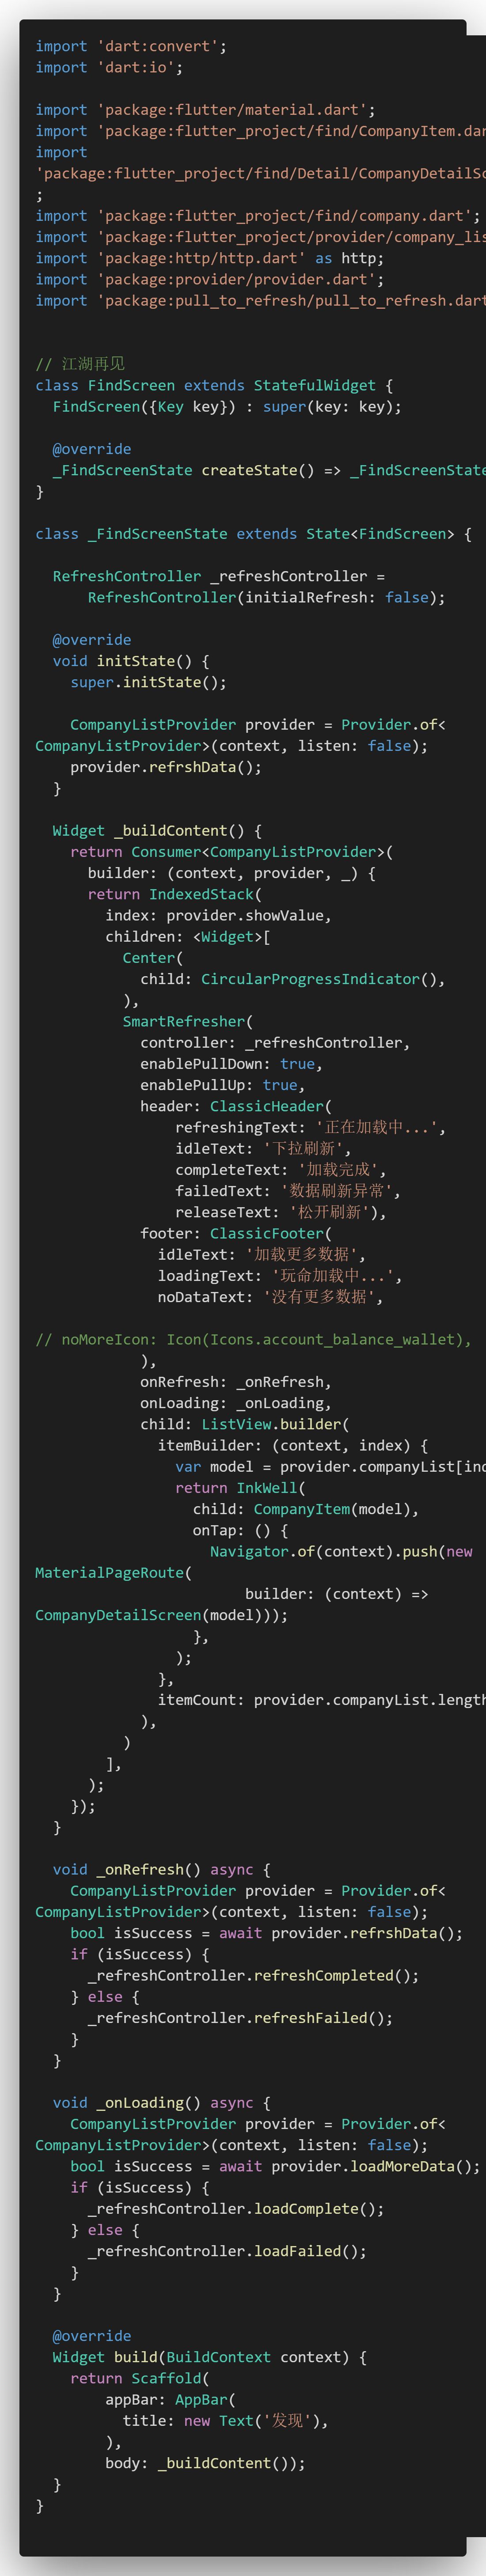 import 'dart:convert';
import 'dart:io';
import 'package:flutter/material.dart';
import 'package:flutter_project/find/CompanyItem.dar
import
'package:flutter_project/find/Detail/CompanyDetailSc
;
import 'package:flutter_project/find/company.dart';
import 'package:flutter_project/provider/company_lis
import 'package:http/http.dart' as http;
import 'package:provider/provider.dart';
import 'package:pull_to_refresh/pull_to_refresh.dart
// 江湖再见
class FindScreen extends StatefulWidget {
  FindScreen({Key key}) : super(key: key);
  @override
  _FindScreenState createState() => _FindScreenState
}
class _FindScreenState extends State<FindScreen> {
  RefreshController _refreshController =
      RefreshController(initialRefresh: false);
  @override
  void initState() {
    super.initState();
    CompanyListProvider provider = Provider.of<
CompanyListProvider>(context, listen: false);
    provider.refrshData();
  }
  Widget _buildContent() {
    return Consumer<CompanyListProvider>(
      builder: (context, provider, _) {
      return IndexedStack(
        index: provider.showValue,
        children: <Widget>[
          Center(
            child: CircularProgressIndicator(),
          ),
          SmartRefresher(
            controller: _refreshController,
            enablePullDown: true,
            enablePullUp: true,
            header: ClassicHeader(
                refreshingText: '正在加载中...',
                idleText: '下拉刷新',
                completeText: '加载完成',
                failedText: '数据刷新异常',
                releaseText: '松开刷新'),
            footer: ClassicFooter(
              idleText: '加载更多数据',
              loadingText: '玩命加载中...',
              noDataText: '没有更多数据',
// noMoreIcon: Icon(Icons.account_balance_wallet),
            ),
            onRefresh: _onRefresh,
            onLoading: _onLoading,
            child: ListView.builder(
              itemBuilder: (context, index) {
                var model = provider.companyList[ind
                return InkWell(
                  child: CompanyItem(model),
                  onTap: () {
                    Navigator.of(context).push(new
MaterialPageRoute(
                        builder: (context) =>
CompanyDetailScreen(model)));
                  },
                );
              },
              itemCount: provider.companyList.length
            ),
          )
        ],
      );
    });
  }
  void _onRefresh() async {
    CompanyListProvider provider = Provider.of<
CompanyListProvider>(context, listen: false);
    bool isSuccess = await provider.refrshData();
    if (isSuccess) {
      _refreshController.refreshCompleted();
    } else {
      _refreshController.refreshFailed();
    }
  }
  void _onLoading() async {
    CompanyListProvider provider = Provider.of<
CompanyListProvider>(context, listen: false);
    bool isSuccess = await provider.loadMoreData();
    if (isSuccess) {
      _refreshController.loadComplete();
    } else {
      _refreshController.loadFailed();
    }
  }
  @override
  Widget build(BuildContext context) {
    return Scaffold(
        appBar: AppBar(
          title: new Text('发现'),
        ),
        body: _buildContent());
  }
}